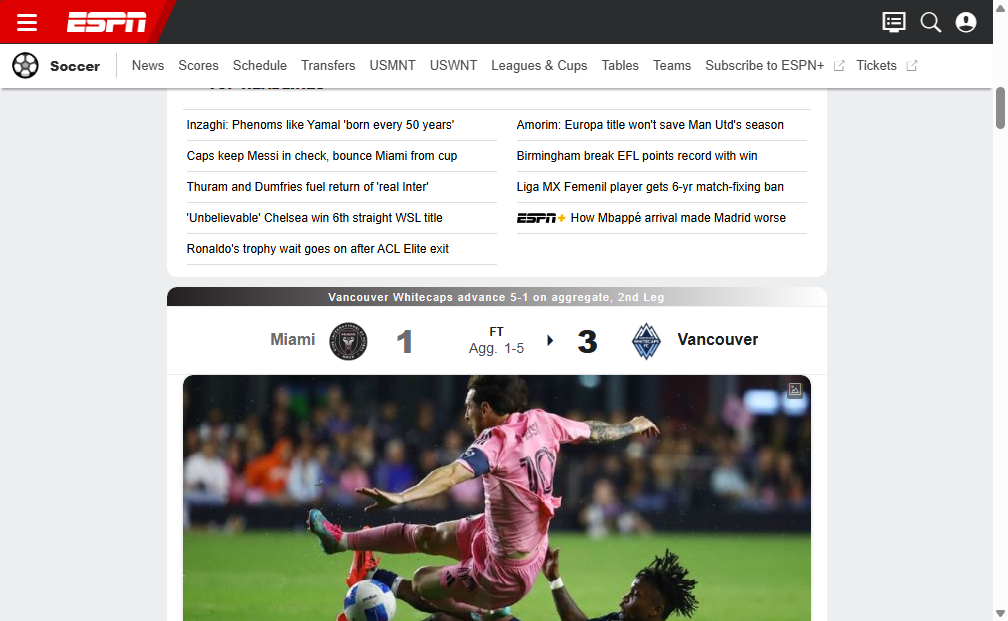 ESPN
Soccer
News Scores Schedule Transfers USMNT USWNT Leagues & Cups Tables Teams Subscribe to ESPN+ Tickets
Inzaghi: Phenoms like Yamal 'born every 50 years'
Caps keep Messi in check, bounce Miami from cup
Thuram and Dumfries fuel return of 'real Inter'
'Unbelievable' Chelsea win 6th straight WSL title
Ronaldo's trophy wait goes on after ACL Elite exit
Amorim: Europa title won't save Man Utd's season
Birmingham break EFL points record with win
Liga MX Femenil player gets 6-yr match-fixing ban
ESPN+ How Mbappé arrival made Madrid worse
Vancouver Whitecaps advance 5-1 on aggregate, 2nd Leg
Miami 1 FT 3 Vancouver
Agg. 1-5
MESSI
10